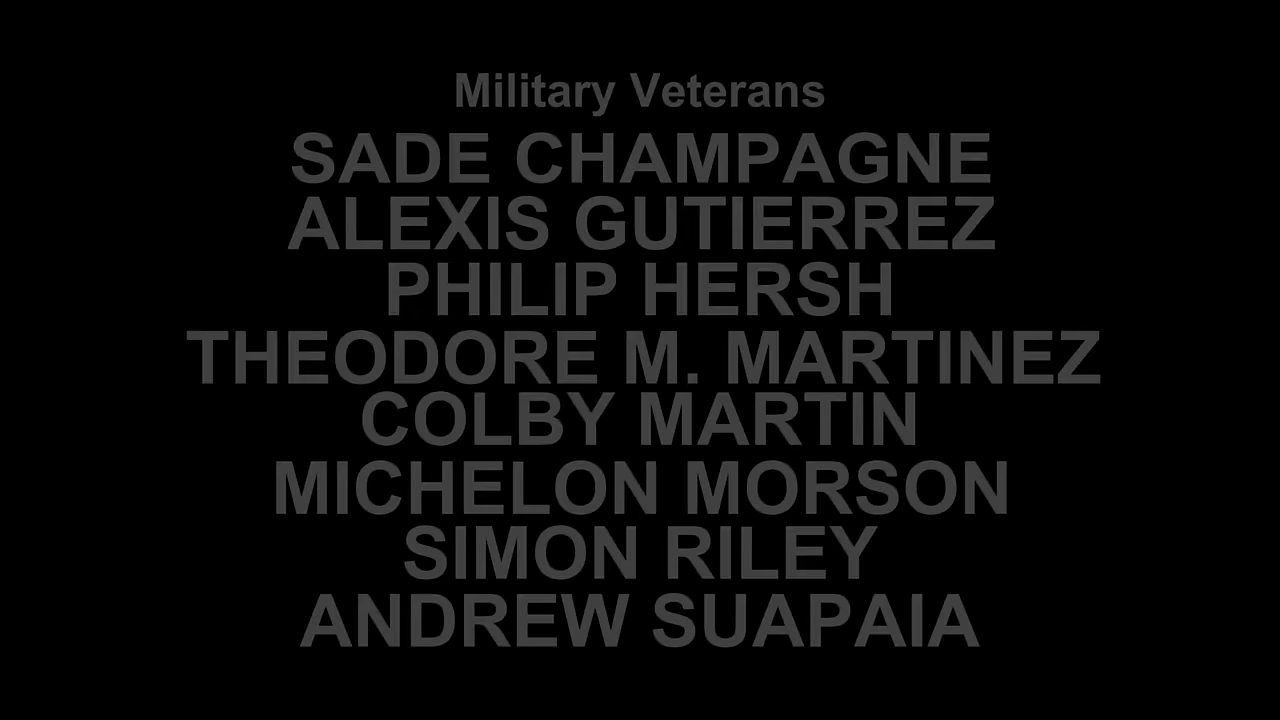 Military Veterans
SADE CHAMPAGNE
ALEXIS GUTIERREZ
PHILIP HERSH
THEODORE M. MARTINEZ
COLBY MARTIN
MICHELON MORSON
SIMON RILEY
ANDREW SUAPAIA